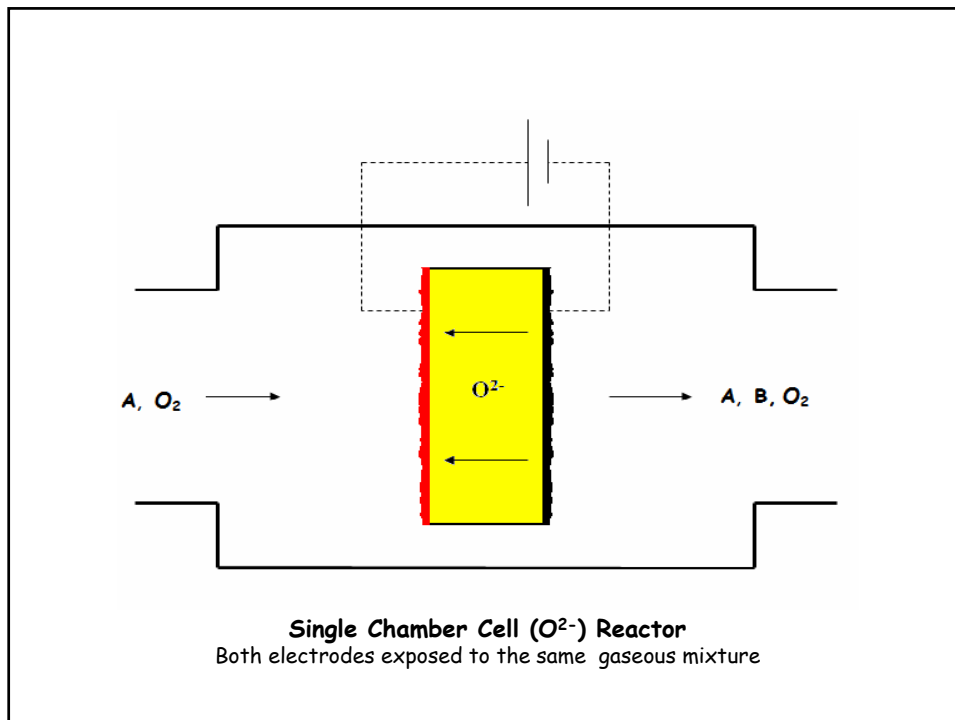 A, O₂
O²⁻
A, B, O₂
Single Chamber Cell (O²⁻) Reactor
Both electrodes exposed to the same gaseous mixture